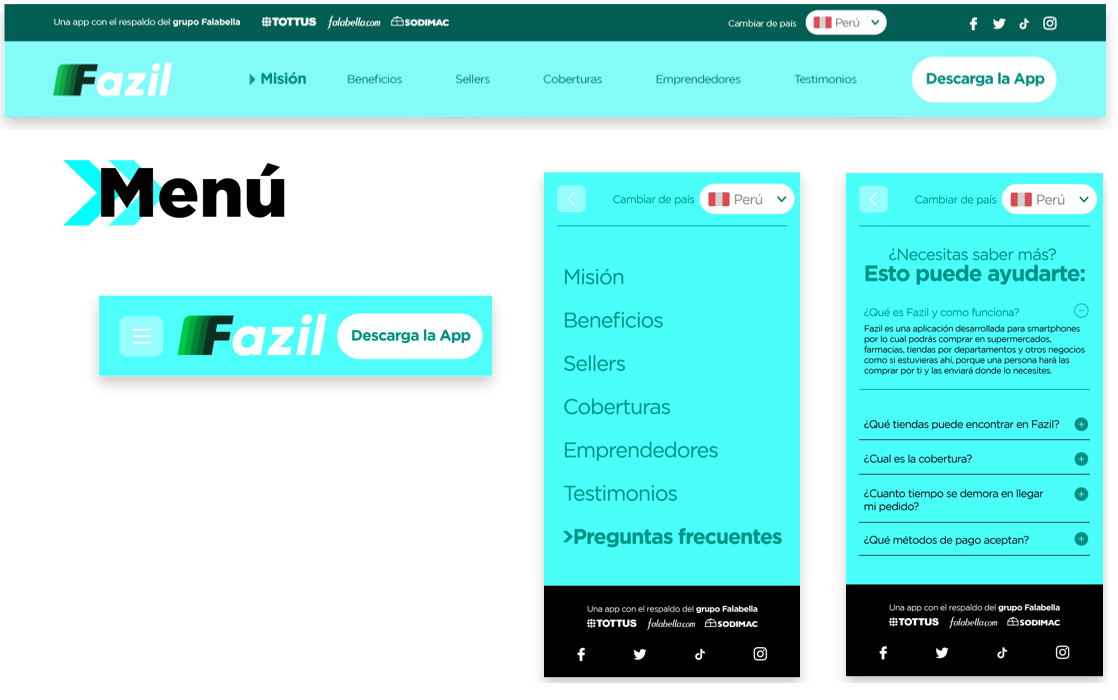 Una app con el respaldo del grupo Falabella TOTTUS falabella.com SODIMAC Cambiar de país Perú
Fazil Misión Beneficios Sellers Coberturas Emprendedores Testimonios Descarga la App
Menú
Fazil Descarga la App
Cambiar de país Perú
Misión
Beneficios
Sellers
Coberturas
Emprendedores
Testimonios
>Preguntas frecuentes
Una app con el respaldo del grupo Falabella
TOTTUS falabella.com SODIMAC
Cambiar de país Perú
¿Necesitas saber más?
Esto puede ayudarte:
¿Qué es Fazil y como funciona?
Fazil es una aplicación desarrollada para smartphones
por lo cual podrás comprar en supermercados,
farmacias, tiendas por departamentos y otros negocios
como si estuvieras ahí, porque una persona hará las
comprar por ti y las enviará donde lo necesites.
¿Qué tiendas puede encontrar en Fazil?
¿Cual es la cobertura?
¿Cuanto tiempo se demora en llegar
mi pedido?
¿Qué métodos de pago aceptan?
Una app con el respaldo del grupo Falabella
TOTTUS falabella.com SODIMAC